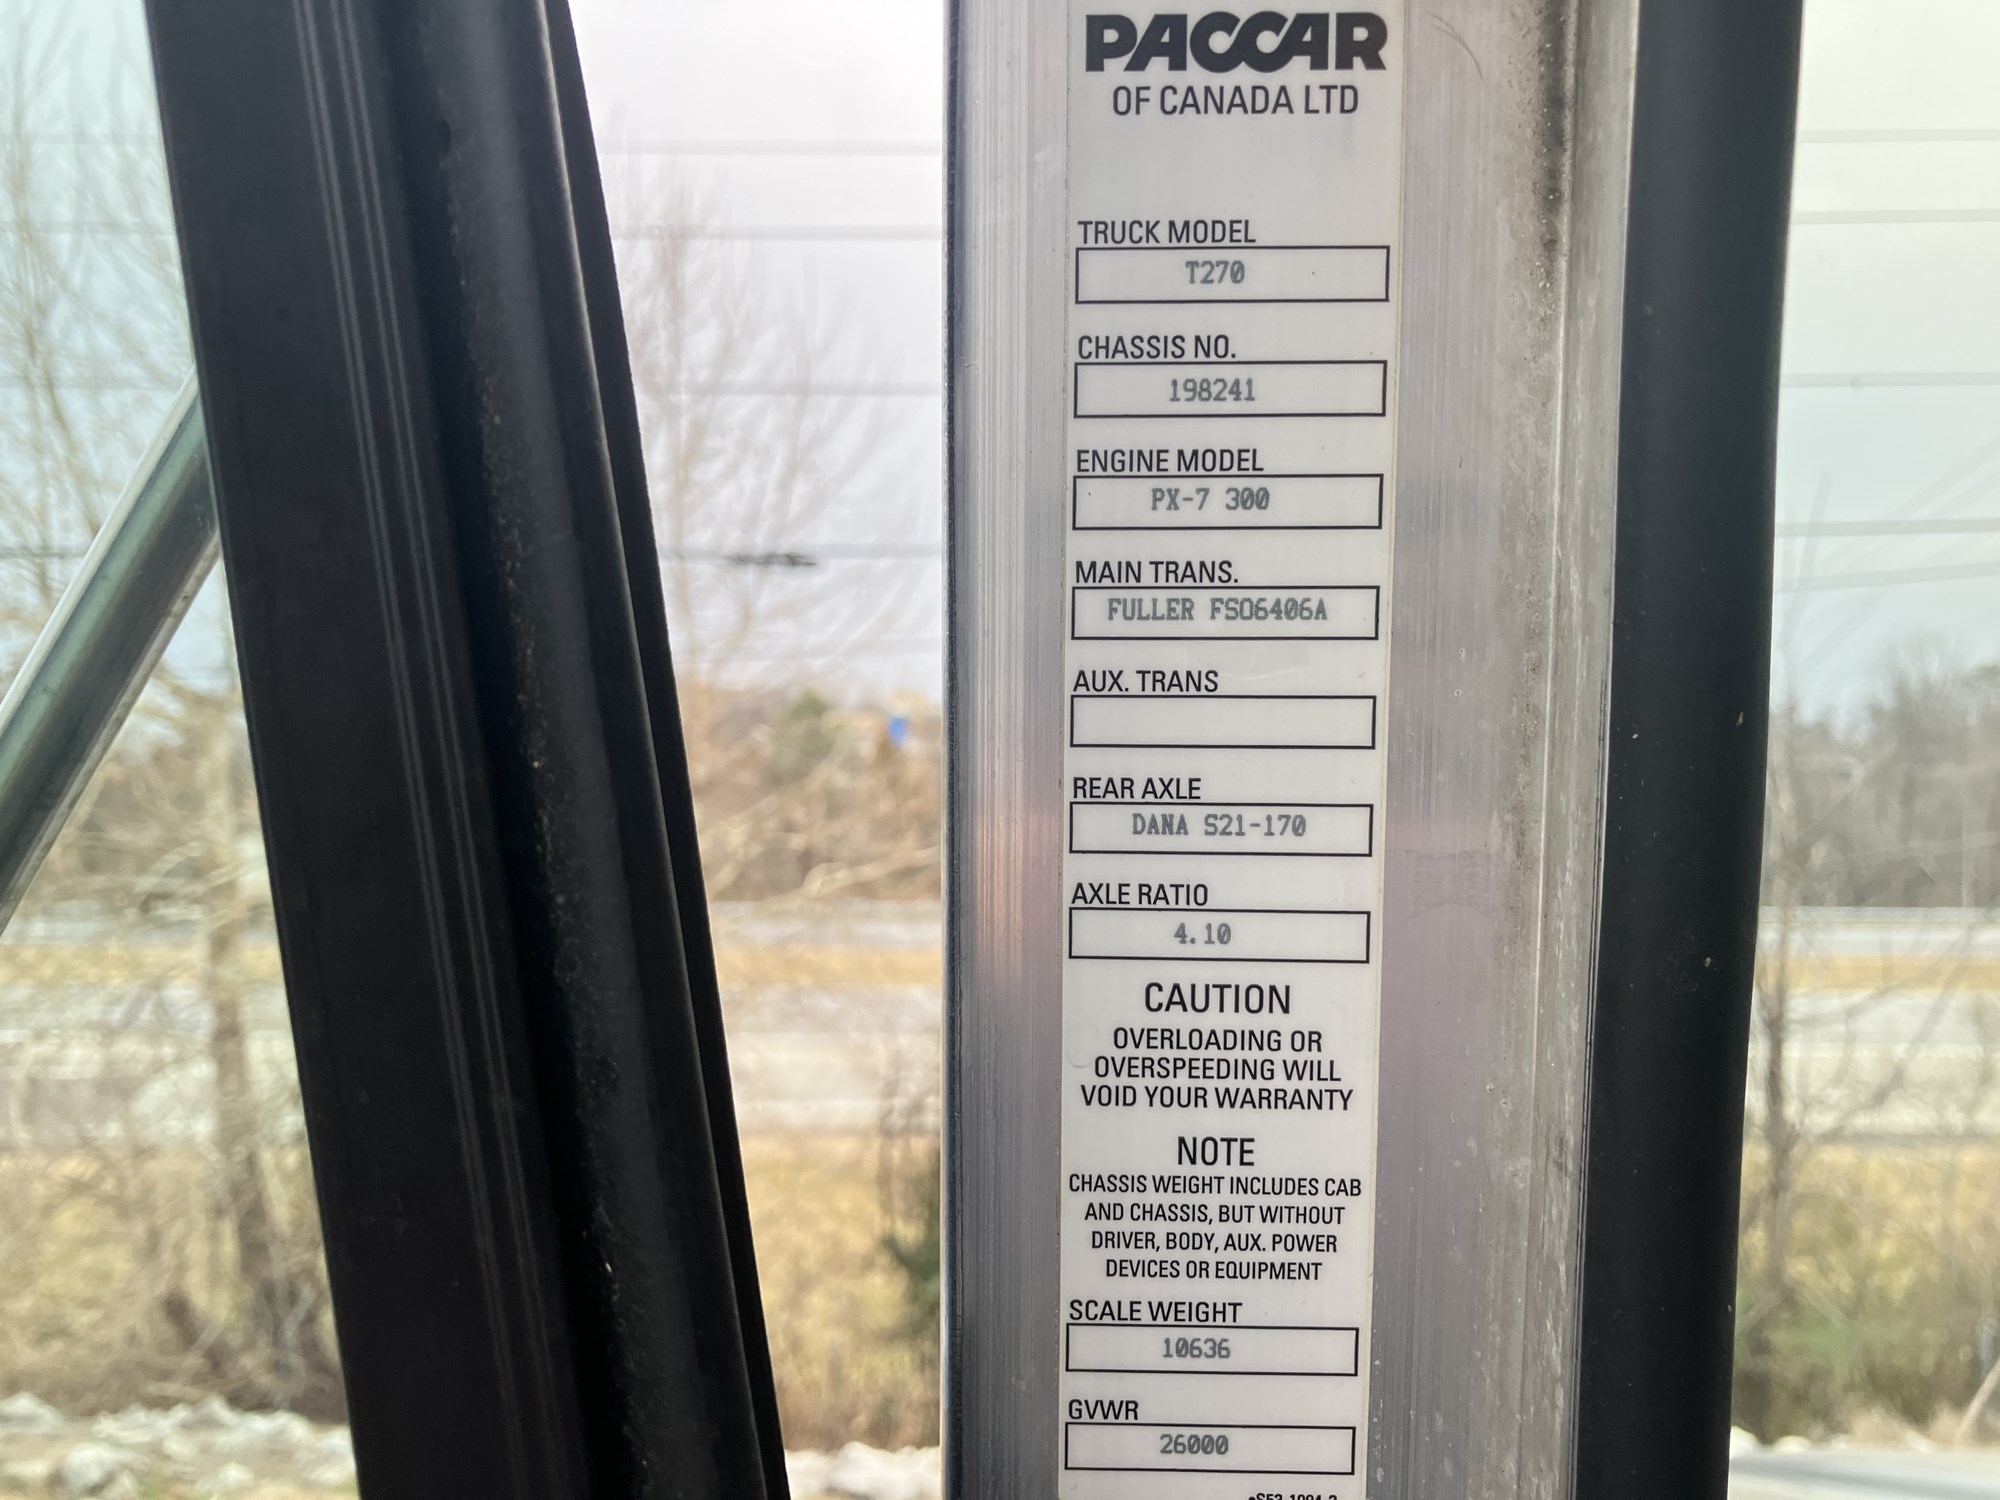 PACCAR
OF CANADA LTD
TRUCK MODEL
T270
CHASSIS NO.
198241
ENGINE MODEL
PX-7 300
MAIN TRANS.
FULLER FSO6406A
AUX. TRANS
REAR AXLE
DANA S21-170
AXLE RATIO
4.10
CAUTION
OVERLOADING OR
OVERSPEEDING WILL
VOID YOUR WARRANTY
NOTE
CHASSIS WEIGHT INCLUDES CAB
AND CHASSIS, BUT WITHOUT
DRIVER, BODY, AUX. POWER
DEVICES OR EQUIPMENT
SCALE WEIGHT
10636
GVWR
26000